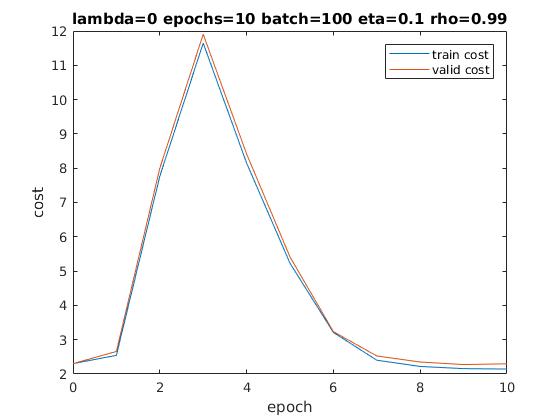 lambda=0 epochs=10 batch=100 eta=0.1 rho=0.99
12
11
10
9
8
7
6
5
4
3
2
cost
train cost
valid cost
0 2 4 6 8 10
epoch